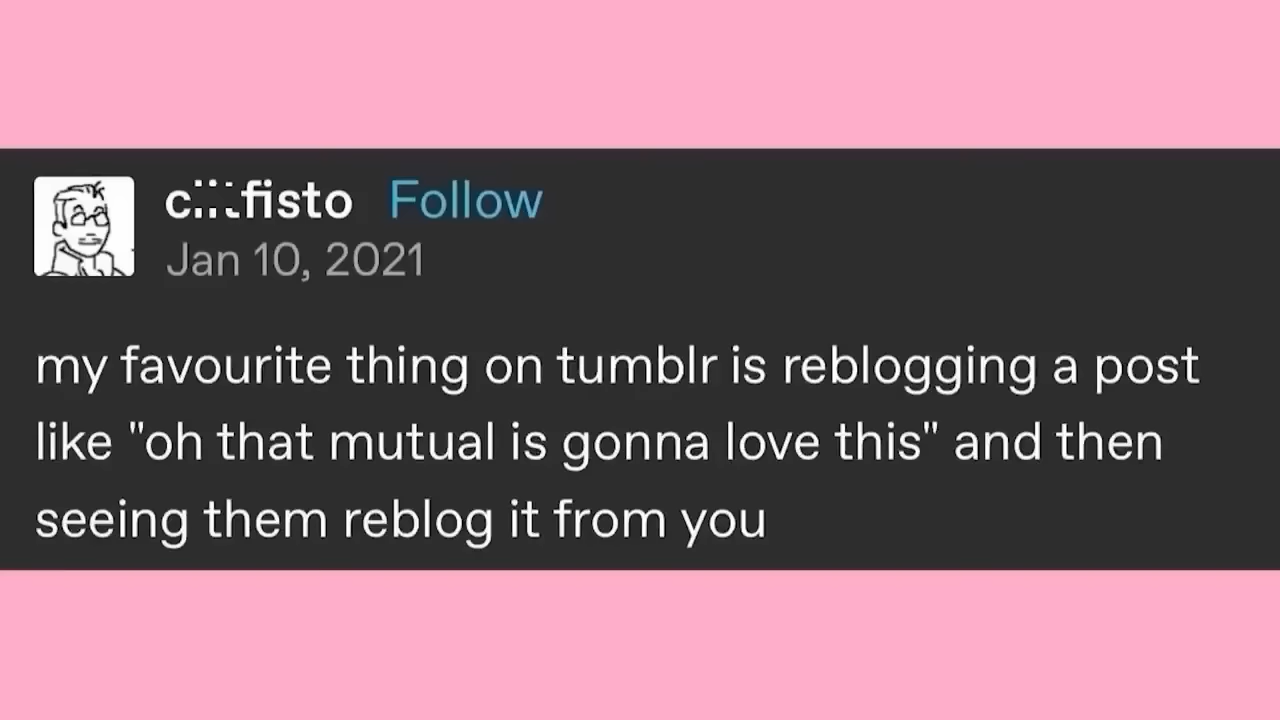 Follow
Jan 10, 2021
my favourite thing on tumblr is reblogging a post
like "oh that mutual is gonna love this" and then
seeing them reblog it from you